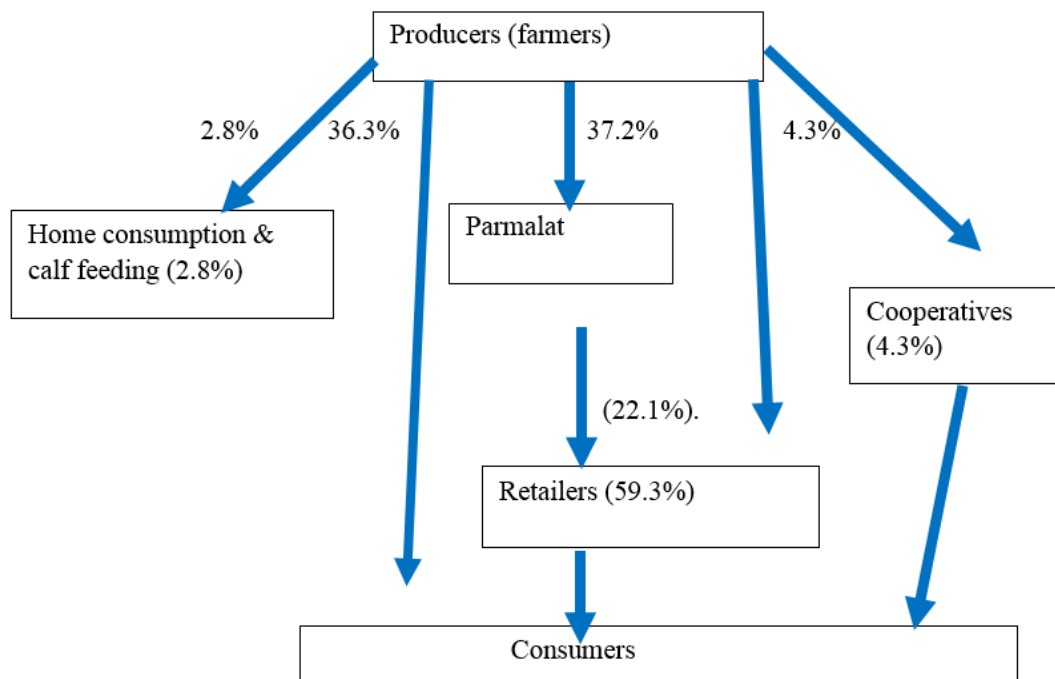 Producers (farmers)
2.8%
36.3%
37.2%
4.3%
Home consumption &
calf feeding (2.8%)
Parmalat
Cooperatives
(4.3%)
(22.1%).
Retailers (59.3%)
Consumers